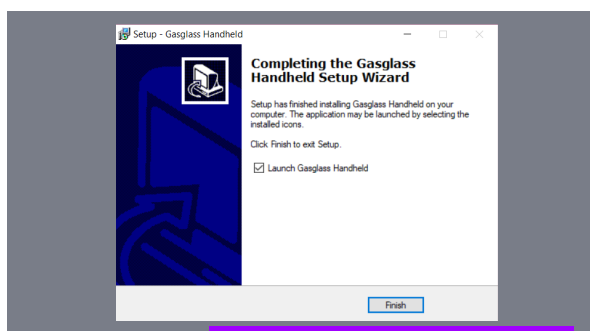 Setup - Gasglass Handheld
Completing the Gasglass
Handheld Setup Wizard
Setup has finished installing Gasglass Handheld on your
computer. The application may be launched by selecting the
installed icons.
Click Finish to exit Setup.
Launch Gasglass Handheld
Finish